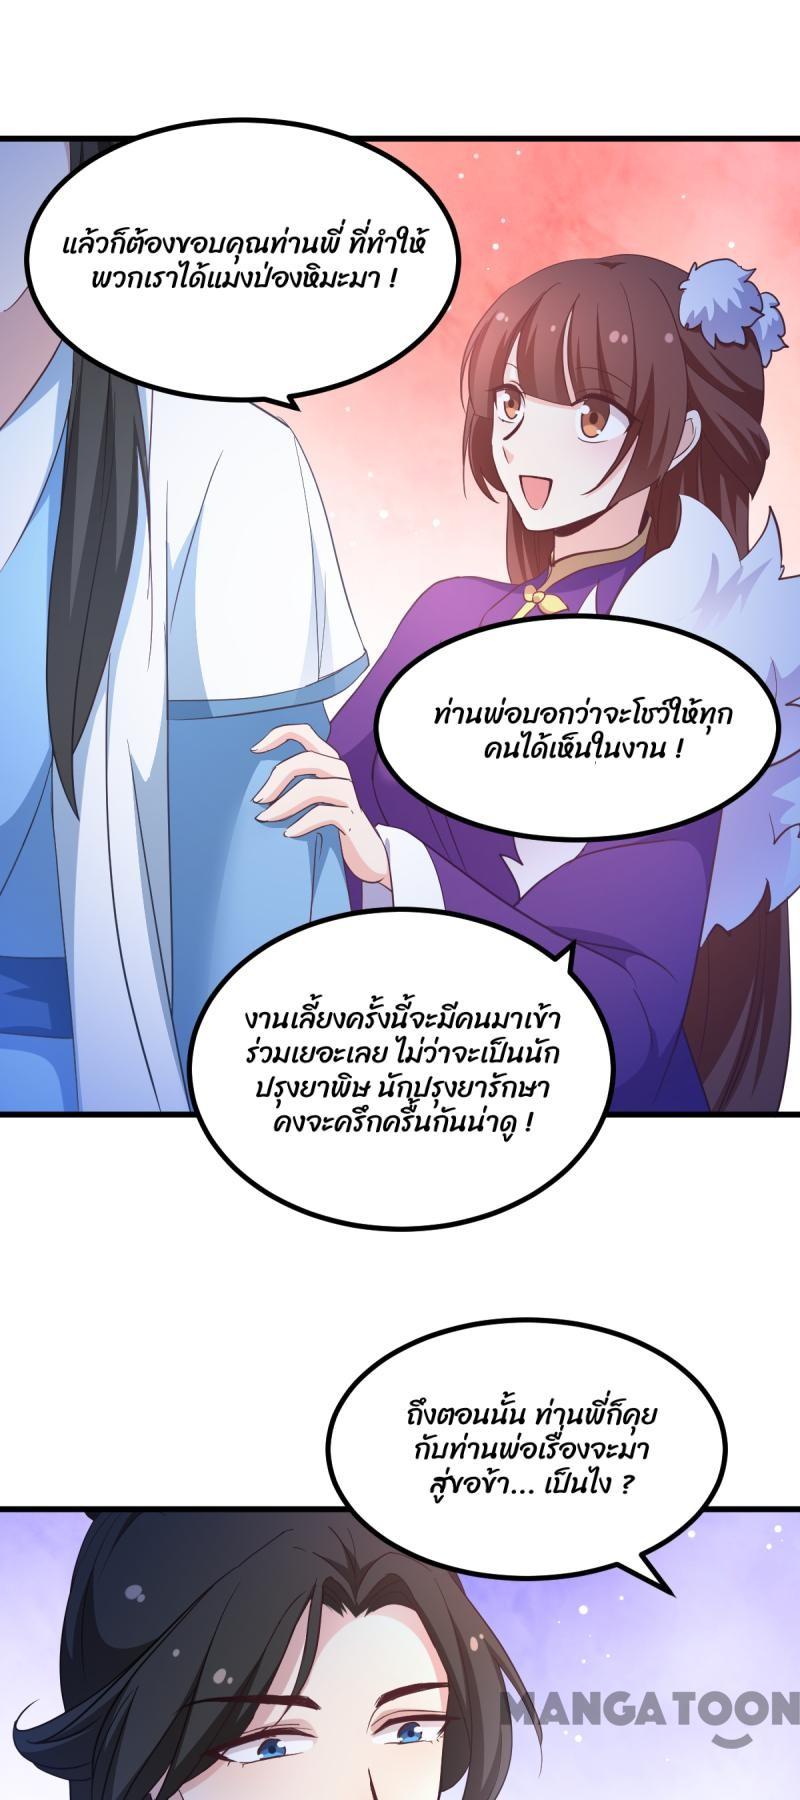 แล้วก็ต้องขอบคุณท่านพี่ ที่ทำให้
พวกเราได้แมงป่องหิมะมา !
ท่านพ่อบอกว่าจะโชว์ให้ทุก
คนได้เห็นในงาน !
งานเลี้ยงครั้งนี้จะมีคนมาเข้า
ร่วมเยอะเลย ไม่ว่าจะเป็นนัก
ปรุงยาพิษ นักปรุงยารักษา
คงจะครึกครื้นกันน่าดู !
ถึงตอนนั้น ท่านพี่ก็คุย
กับท่านพ่อเรื่องจะมา
สู่ขอข้า... เป็นไง ?
MANGA TOON